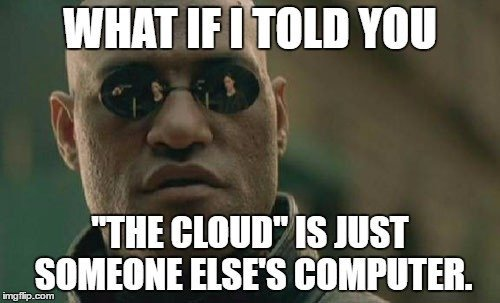 WHAT IF I TOLD YOU
"THE CLOUD" IS JUST
SOMEONE ELSE'S COMPUTER.
imgflip.com